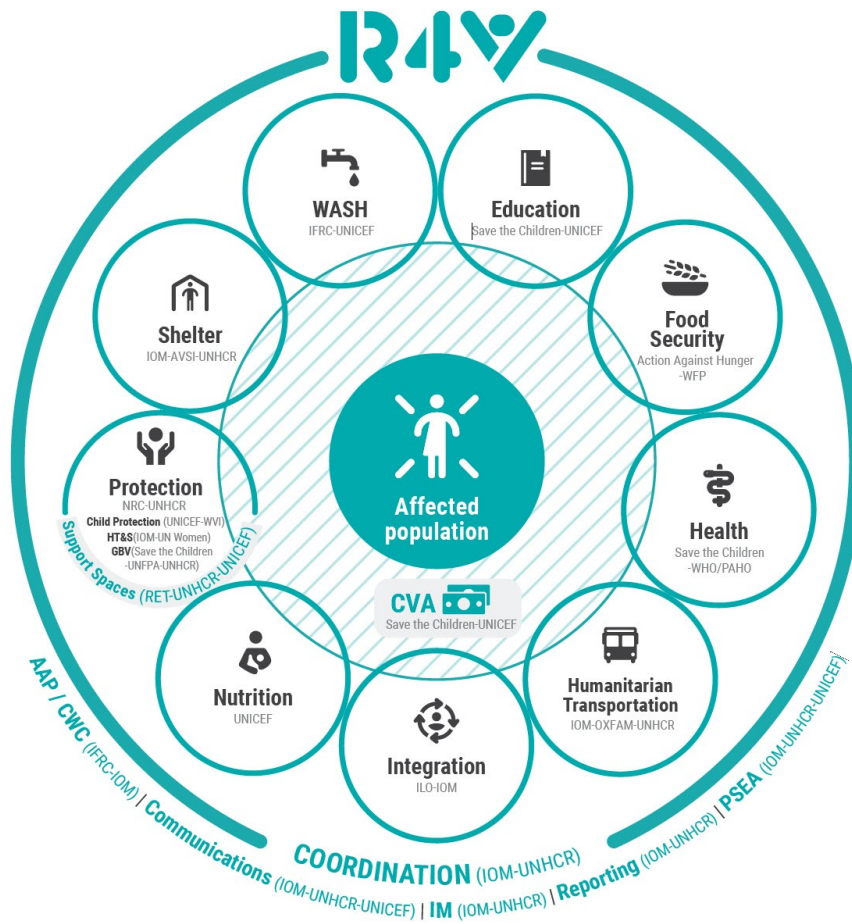 R4V
WASH
IFRC-UNICEF
Education
Save the Children-UNICEF
Shelter
IOM-AVSI-UNHCR
Food
Security
Action Against Hunger
-WFP
Protection
NRC-UNHCR
Child Protection (UNICEF-WVI)
HT&S(IOM-UN Women)
GBV(Save the Children
-UNFPA-UNHCR)
Support Spaces (RET-UNHCR-UNICEF)
Affected
population
Health
Save the Children
-WHO/PAHO
CVA
Save the Children-UNICEF
Nutrition
UNICEF
Integration
ILO-IOM
Humanitarian
Transportation
IOM-OXFAM-UNHCR
COORDINATION (IOM-UNHCR)
AAP / CWC (IFRC-IOM) | Communications (IOM-UNHCR-UNICEF) | IM (IOM-UNHCR) | Reporting (IOM-UNHCR) | PSEA (IOM-UNHCR-UNICEF)